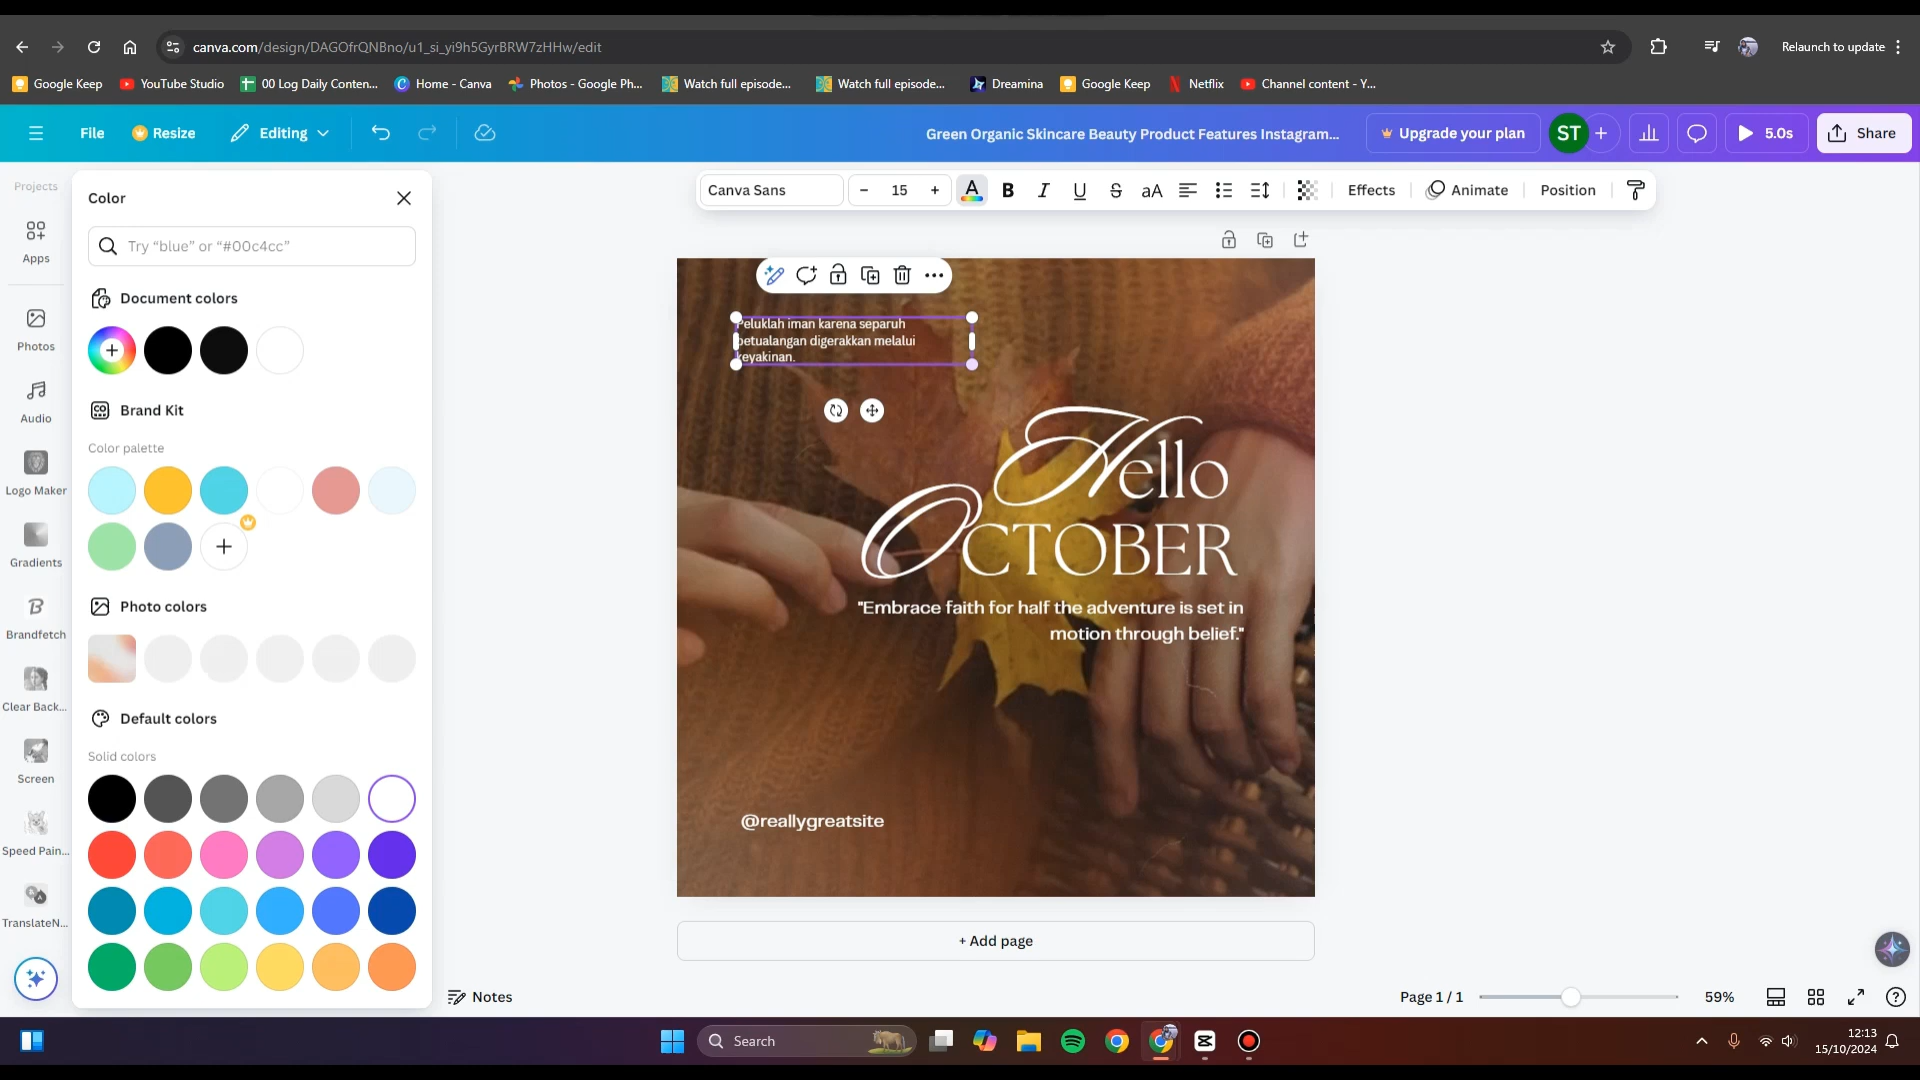 canva.com/design/DAGOfrQNBno/u1_si_yi9h5GyrBRW7zHHw/edit
Relaunch to update
Google Keep
YouTube Studio
00 Log Daily Conten...
Home - Canva
Photos - Google Ph...
Watch full episode...
Watch full episode...
Dreamina
Google Keep
Netflix
Channel content - Y...
File
Resize
Editing
Green Organic Skincare Beauty Product Features Instagram...
Upgrade your plan
ST
5.0s
Share
Projects
Apps
Photos
Audio
Logo Maker
Gradients
Brandfetch
Clear Back...
Screen
Speed Pain...
TranslateN...
Color
Try “blue” or “#00c4cc”
Document colors
Brand Kit
Color palette
Photo colors
Default colors
Solid colors
Canva Sans
15
A
B
I
U
S
aA
Effects
Animate
Position
Peluklah iman karena separuh
petualangan digerakkan melalui
keyakinan.
Hello
OCTOBER
"Embrace faith for half the adventure is set in
motion through belief."
@reallygreatsite
+ Add page
Notes
Page 1 / 1
59%
Search
12:13
15/10/2024